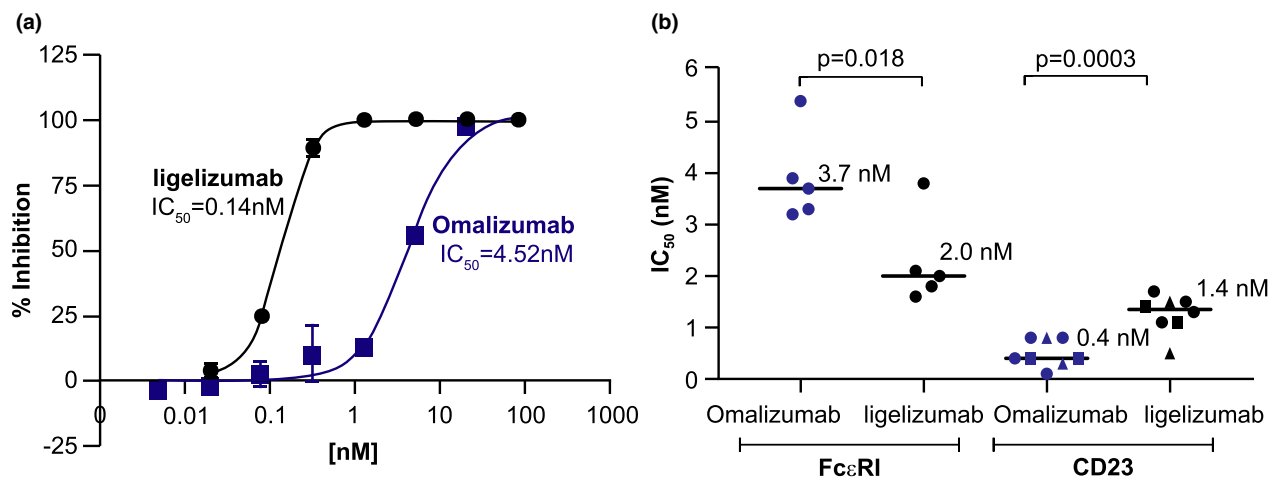 (a)
125
100
75
50
25
0
-25
% Inhibition
0 0.01 0.1 1 10 100 1000
[nM]
ligelizumab
IC50=0.14nM
Omalizumab
IC50=4.52nM
(b)
6
5
4
3
2
1
0
IC50 (nM)
p=0.018
p=0.0003
3.7 nM
2.0 nM
0.4 nM
1.4 nM
Omalizumab ligelizumab Omalizumab ligelizumab
FcεRI CD23